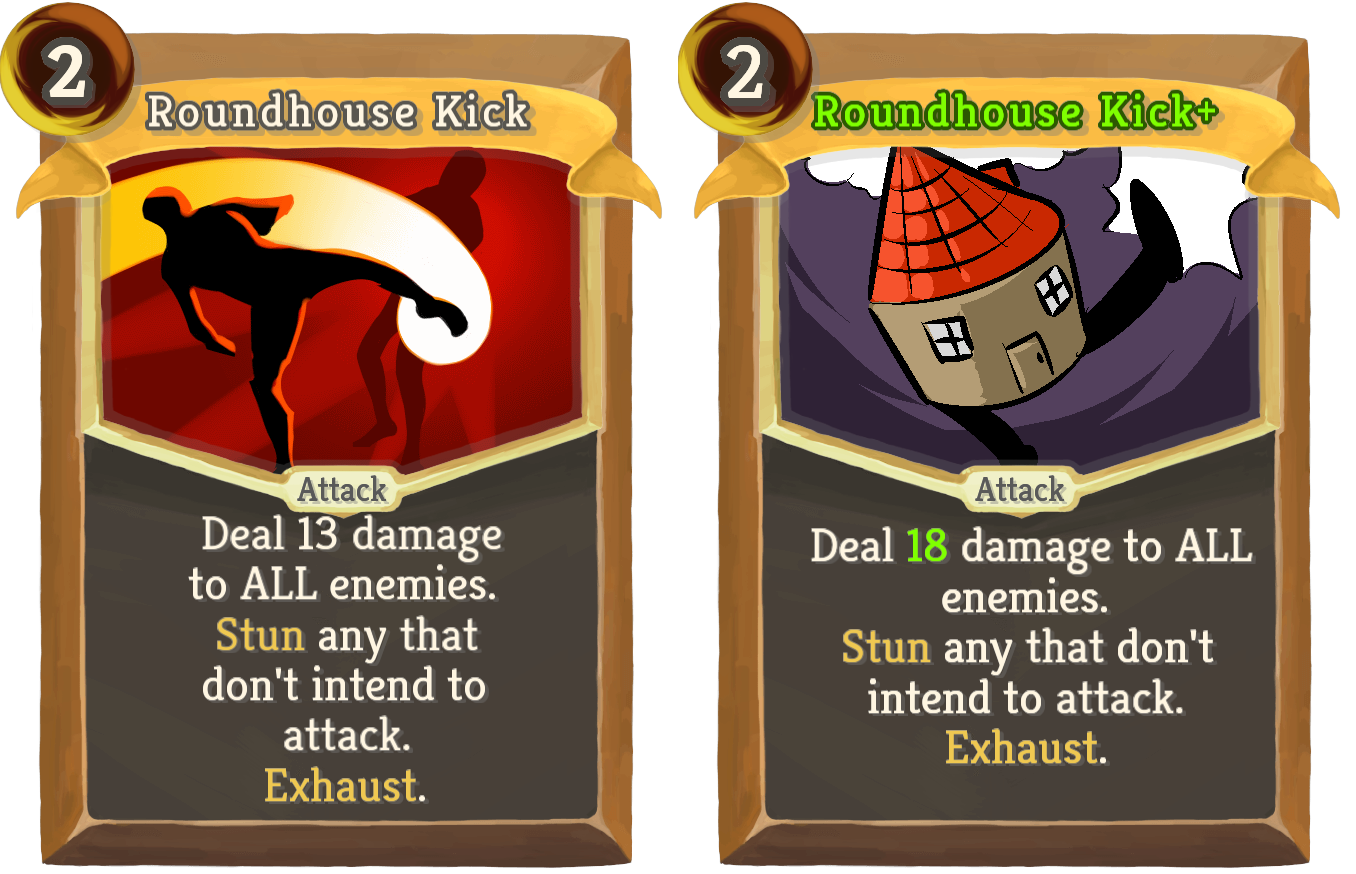 2
Roundhouse Kick
Attack
Deal 13 damage
to ALL enemies.
Stun any that
don't intend to
attack.
Exhaust.
2
Roundhouse Kick+
Attack
Deal 18 damage to ALL
enemies.
Stun any that don't
intend to attack.
Exhaust.